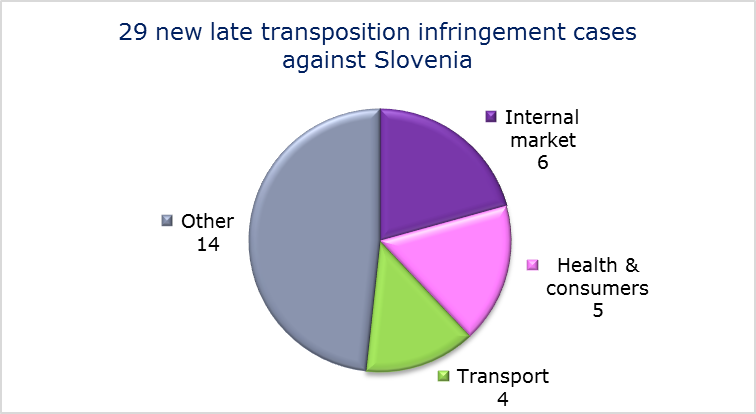 29 new late transposition infringement cases
against Slovenia
Internal
market
6
Other
14
Health &
consumers
5
Transport
4